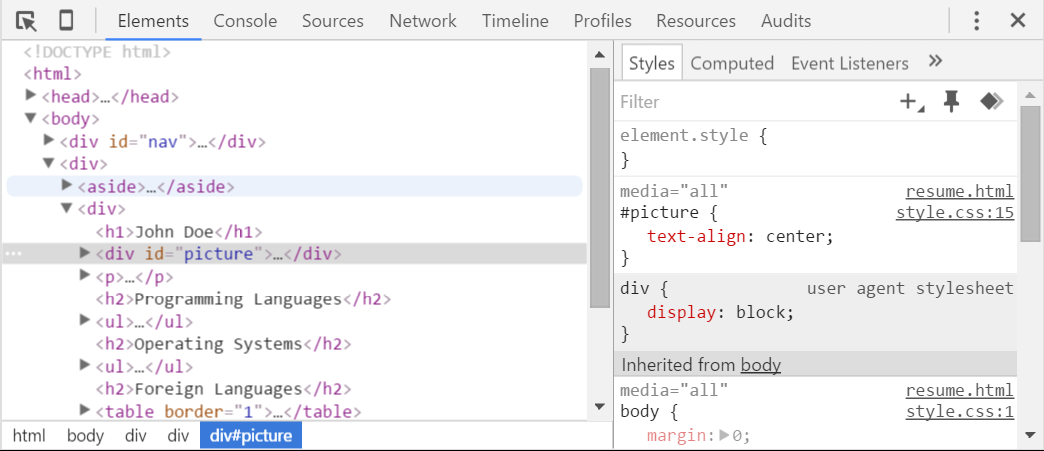 Elements Console Sources Network Timeline Profiles Resources Audits
<!DOCTYPE html>
<html>
<head>…</head>
<body>
<div id="nav">…</div>
<div>
<aside>…</aside>
<div>
<h1>John Doe</h1>
<div id="picture">…</div>
<p>…</p>
<h2>Programming Languages</h2>
<ul>…</ul>
<h2>Operating Systems</h2>
<ul>…</ul>
<h2>Foreign Languages</h2>
<table border="1">…</table>
html body div div div#picture
Styles Computed Event Listeners »
Filter
element.style {
}
media="all" resume.html
#picture { style.css:15
text-align: center;
}
div { user agent stylesheet
display: block;
}
Inherited from body
media="all" resume.html
body { style.css:1
margin: 0;